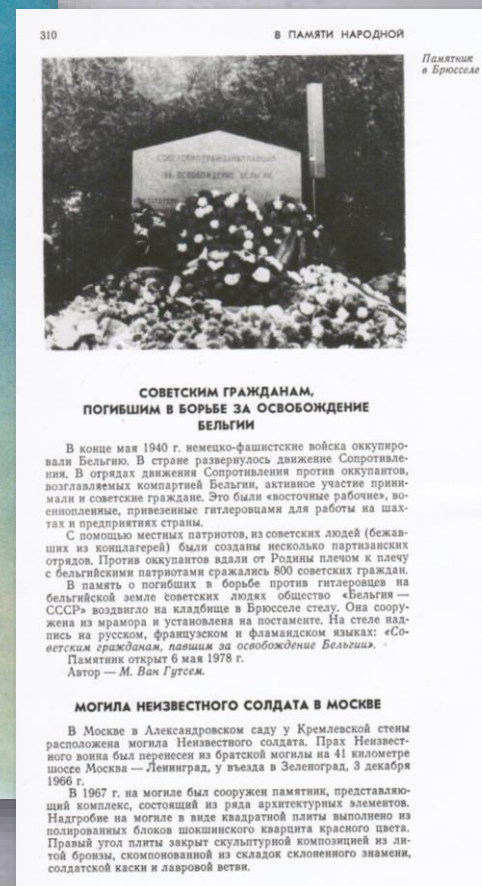 310
В ПАМЯТИ НАРОДНОЙ
Памятник
в Брюсселе
СОВЕТСКИМ ГРАЖДАНАМ ПАВШИМ
ЗА ОСВОБОЖДЕНИЕ БЕЛЬГИИ
СОВЕТСКИМ ГРАЖДАНАМ,
ПОГИБШИМ В БОРЬБЕ ЗА ОСВОБОЖДЕНИЕ
БЕЛЬГИИ
В конце мая 1940 г. немецко-фашистские войска оккупиро-
вали Бельгию. В стране развернулось движение Сопротивле-
ния. В отрядах движения Сопротивления против оккупантов,
возглавляемых компартией Бельгии, активное участие прини-
мали и советские граждане. Это были «восточные рабочие», во-
еннопленные, привезенные гитлеровцами для работы на шах-
тах и предприятиях страны.
С помощью местных патриотов, из советских людей (бежав-
ших из концлагерей) были созданы несколько партизанских
отрядов. Против оккупантов вдали от Родины плечом к плечу
с бельгийскими патриотами сражались 800 советских граждан.
В память о погибших в борьбе против гитлеровцев на
бельгийской земле советских людях общество «Бельгия —
СССР» воздвигло на кладбище в Брюсселе стелу. Она соору-
жена из мрамора и установлена на постаменте. На стеле над-
пись на русском, французском и фламандском языках: «Со-
ветским гражданам, павшим за освобождение Бельгии».
Памятник открыт 6 мая 1978 г.
Автор — М. Ван Гутсем.
МОГИЛА НЕИЗВЕСТНОГО СОЛДАТА В МОСКВЕ
В Москве в Александровском саду у Кремлевской стены
расположена могила Неизвестного солдата. Прах Неизвест-
ного воина был перенесен из братской могилы на 41 километре
шоссе Москва — Ленинград, у въезда в Зеленоград, 3 декабря
1966 г.
В 1967 г. на могиле был сооружен памятник, представляю-
щий комплекс, состоящий из ряда архитектурных элементов.
Надгробие на могиле в виде квадратной плиты выполнено из
полированных блоков шокшинского кварцита красного цвета.
Правый угол плиты закрыт скульптурной композицией из ли-
той бронзы, скомпонованной из складок склоненного знамени,
солдатской каски и лавровой ветви.